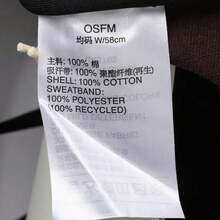 OSFM
均码 W/58cm
主料: 100% 棉
吸汗带: 100% 聚酯纤维(再生)
SHELL: 100% COTTON
SWEATBAND:
100% POLYESTER
(100% RECYCLED)